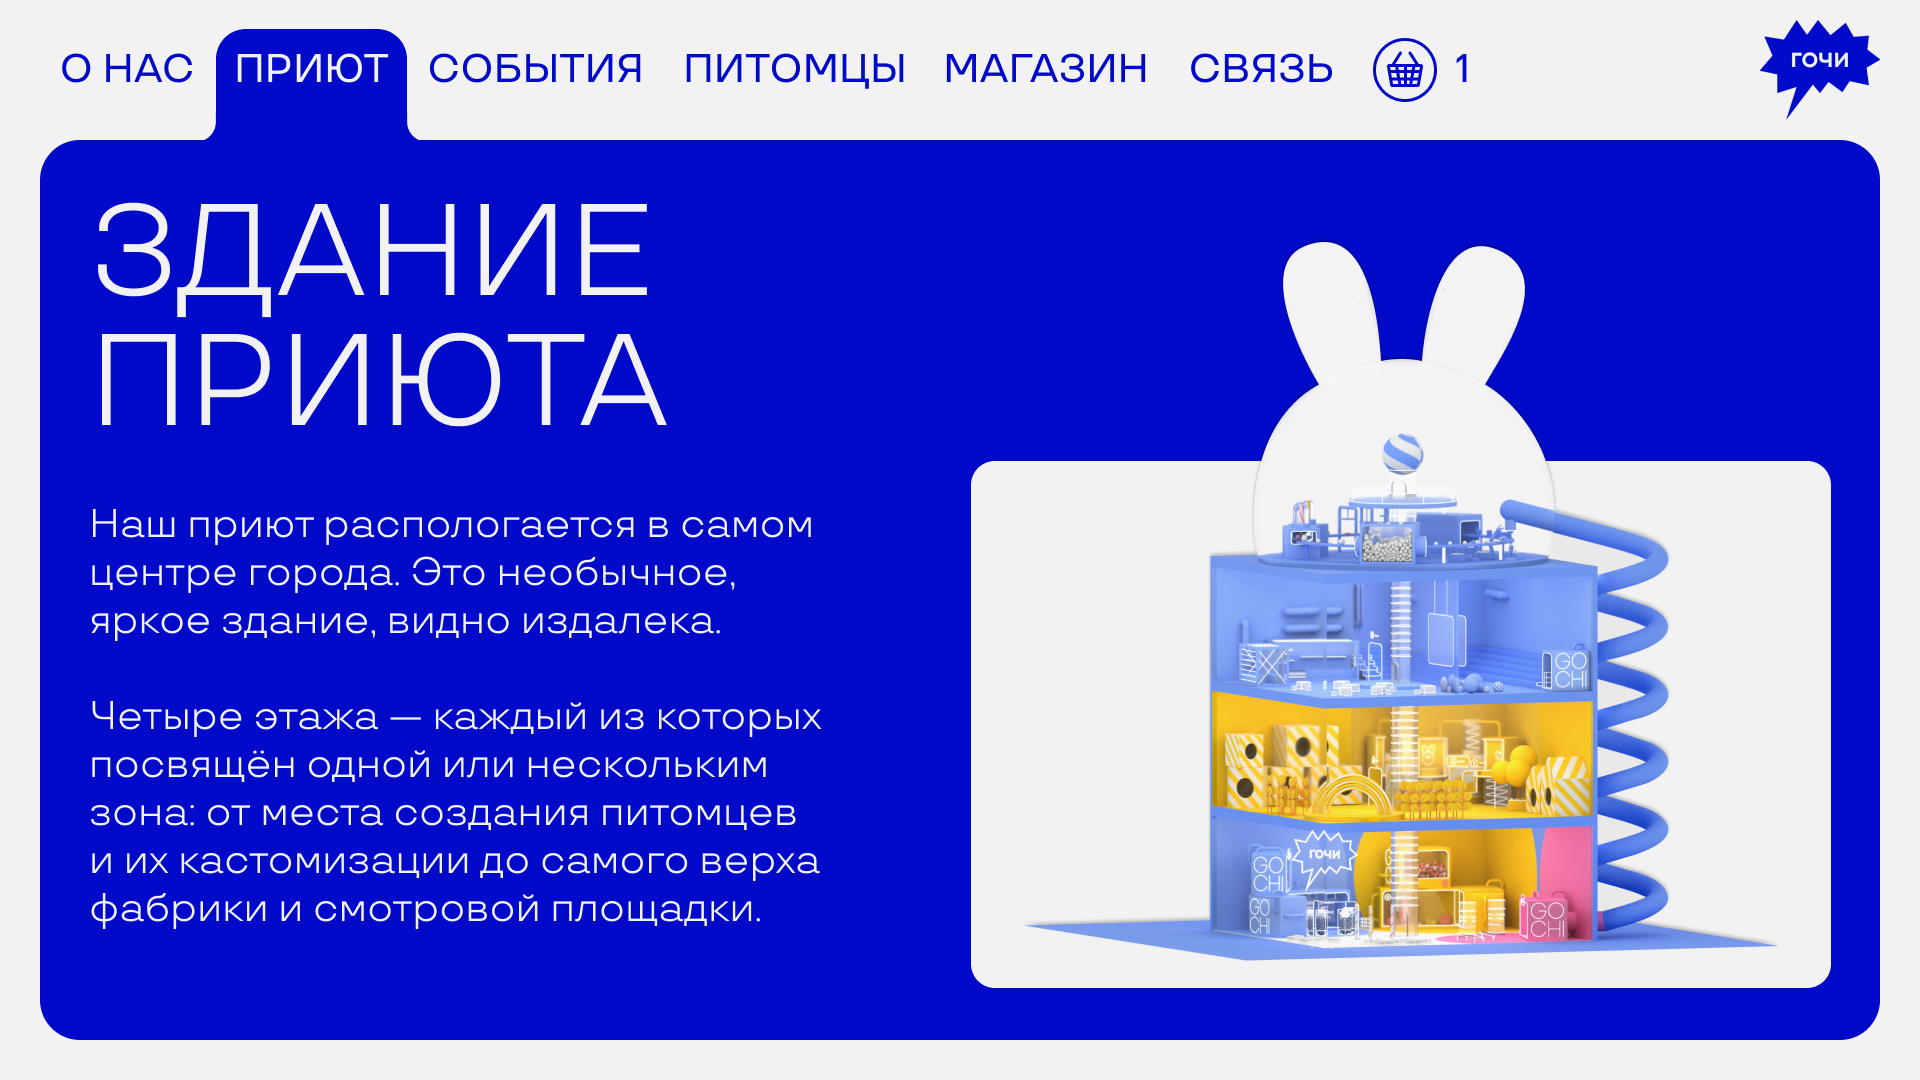 О НАС ПРИЮТ СОБЫТИЯ ПИТОМЦЫ МАГАЗИН СВЯЗЬ 1
ГОЧИ
ЗДАНИЕ
ПРИЮТА
Наш приют распологается в самом
центре города. Это необычное,
яркое здание, видно издалека.
Четыре этажа — каждый из которых
посвящён одной или нескольким
зона: от места создания питомцев
и их кастомизации до самого верха
фабрики и смотровой площадки.
GO
CHI
ГОЧИ
GO
CHI
GO
CHI
GO
CHI